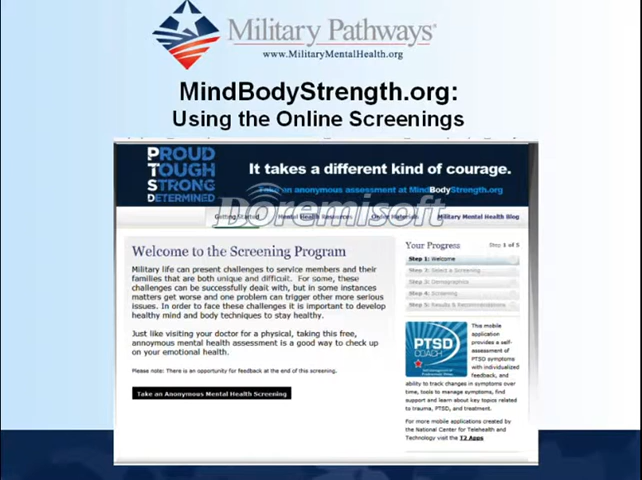 Military Pathways®
www.MilitaryMentalHealth.org
MindBodyStrength.org:
Using the Online Screenings
PROUD
TOUGH
STRONG
DETERMINED
It takes a different kind of courage.
Take an anonymous assessment at MindBodyStrength.org
Doremisoft
Getting Started
Mental Health Resources
Online Materials
Military Mental Health Blog
Welcome to the Screening Program
Military life can present challenges to service members and their
families that are both unique and difficult. For some, these
challenges can be successfully dealt with, but in some instances
matters get worse and one problem can trigger other more serious
issues. In order to face these challenges it is important to develop
healthy mind and body techniques to stay healthy.
Just like visiting your doctor for a physical, taking this free,
annoymous mental health assessment is a good way to check up
on your emotional health.
Please note: There is an opportunity for feedback at the end of this screening.
Take an Anonymous Mental Health Screening
Your Progress
Step 1 of 5
Step 1: Welcome
Step 2: Select a Screening
Step 3: Demographics
Step 4: Screening
Step 5: Results & Recommendations
PTSD
COACH
This mobile
application
provides a self-
assessment of
PTSD symptoms
with individualized
feedback, and
ability to track changes in symptoms over
time, tools to manage symptoms, find
support and learn about key topics related
to trauma, PTSD, and treatment.
For more mobile applications created by
the National Center for Telehealth and
Technology visit the T2 Apps